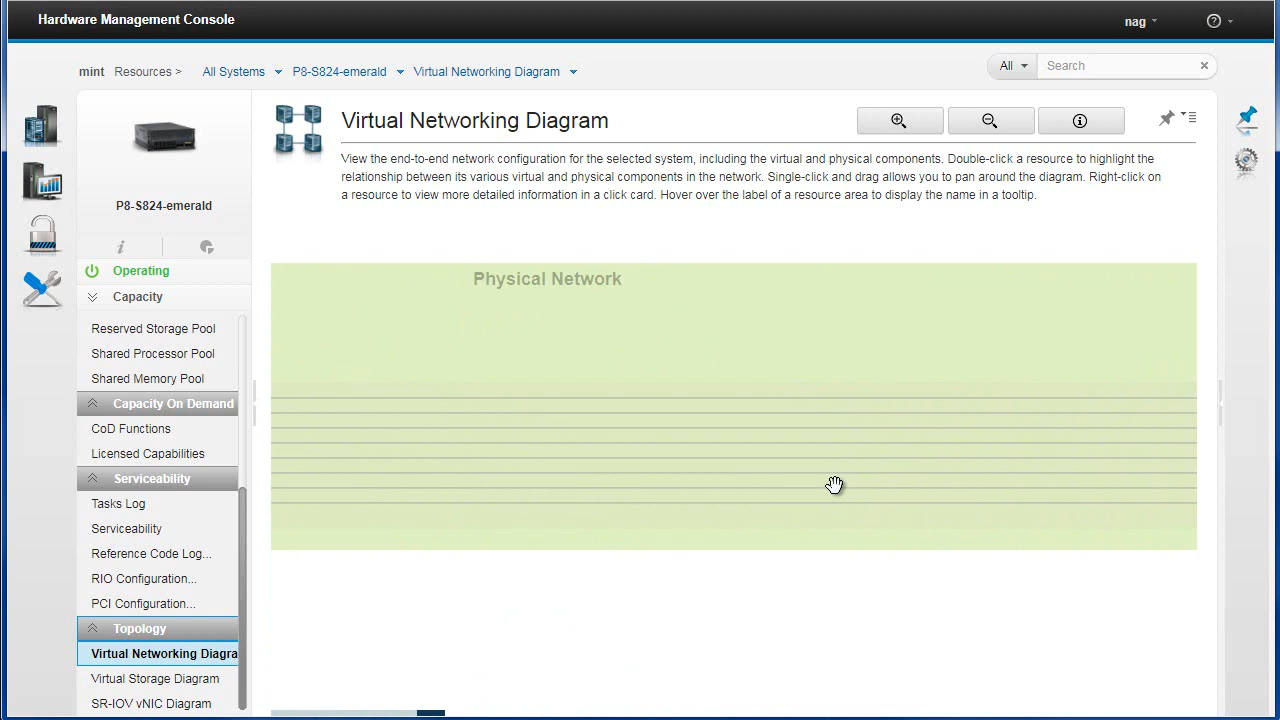 Hardware Management Console
nag
mint Resources > All Systems P8-S824-emerald Virtual Networking Diagram
All Search
Virtual Networking Diagram
View the end-to-end network configuration for the selected system, including the virtual and physical components. Double-click a resource to highlight the
relationship between its various virtual and physical components in the network. Single-click and drag allows you to pan around the diagram. Right-click on
a resource to view more detailed information in a click card. Hover over the label of a resource area to display the name in a tooltip.
P8-S824-emerald
Operating
Capacity
Reserved Storage Pool
Shared Processor Pool
Shared Memory Pool
Capacity On Demand
CoD Functions
Licensed Capabilities
Serviceability
Tasks Log
Serviceability
Reference Code Log...
RIO Configuration...
PCI Configuration...
Topology
Virtual Networking Diagra
Virtual Storage Diagram
SR-IOV vNIC Diagram
Physical Network